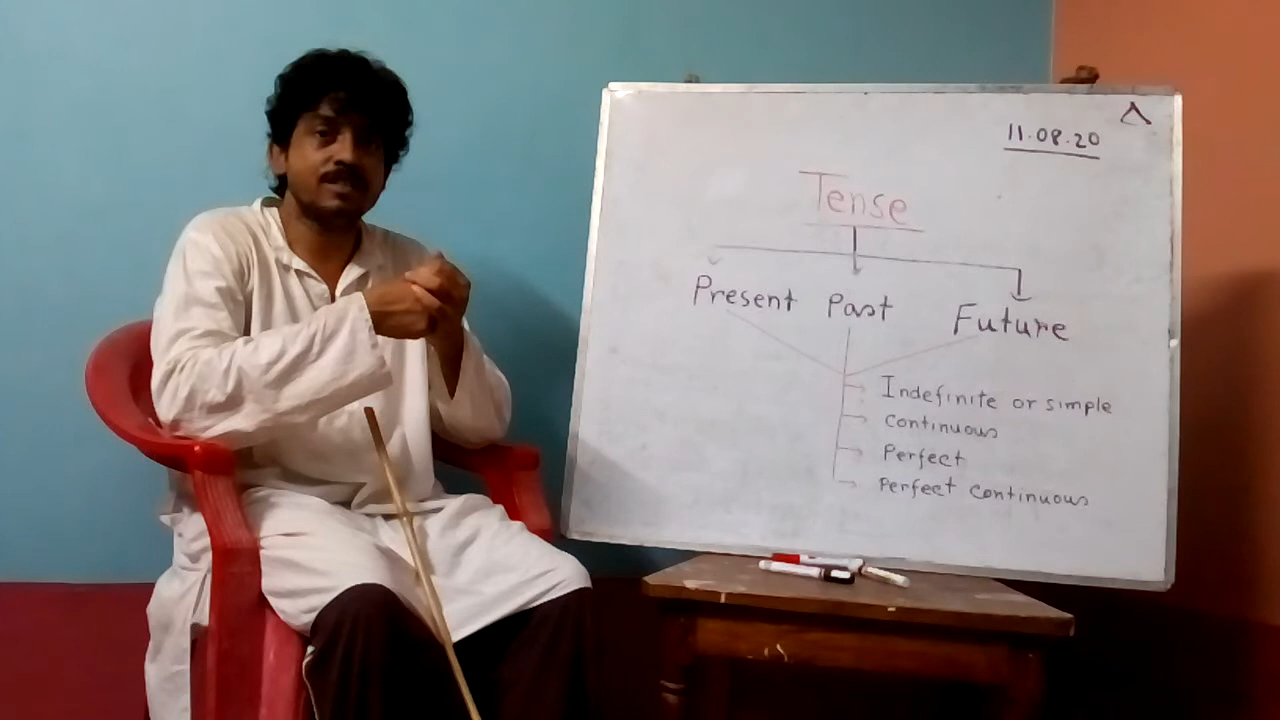 11.08.20
Tense
Present Past Future
Indefinite or simple
Continuous
Perfect
Perfect continuous